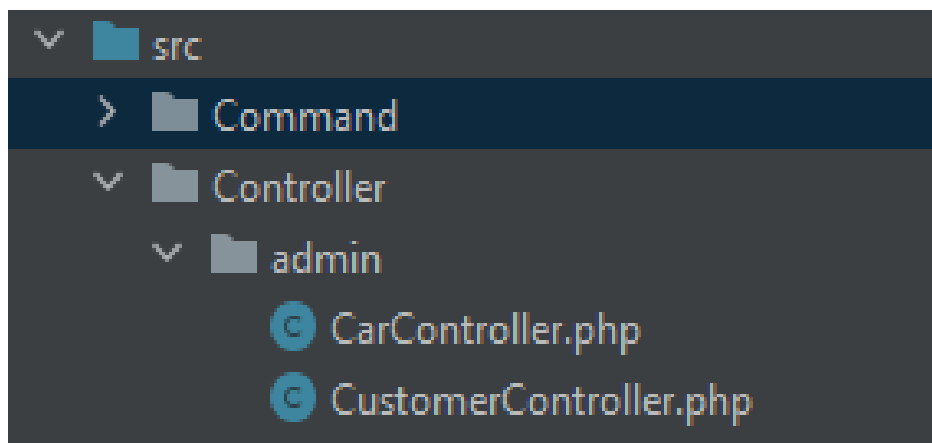 src
Command
Controller
admin
C CarController.php
C CustomerController.php